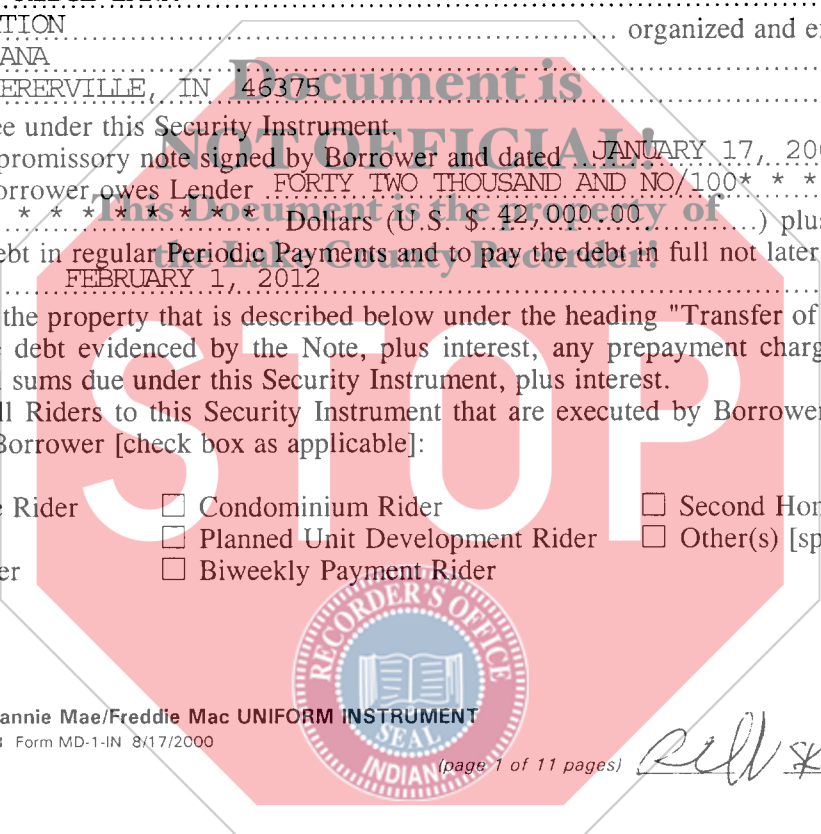 TION organized and e
ANA
ERERVILLE, IN 46375
Document is
e under this Security Instrument.
NOT OFFICIAL!
promissory note signed by Borrower and dated JANUARY 17, 200
orrower owes Lender FORTY TWO THOUSAND AND NO/100* * * *
This Document is the property of
* * * * * * * * Dollars (U.S. $ 42,000.00 ) plus
ebt in regular Periodic Payments and to pay the debt in full not later
the Lake County Recorder!
FEBRUARY 1, 2012
the property that is described below under the heading "Transfer of
debt evidenced by the Note, plus interest, any prepayment charg
sums due under this Security Instrument, plus interest.
ll Riders to this Security Instrument that are executed by Borrower
Borrower [check box as applicable]:
STOP
e Rider ☐ Condominium Rider ☐ Second Hom
☐ Planned Unit Development Rider ☐ Other(s) [sp
er ☐ Biweekly Payment Rider
RECORDER'S OFFICE
SEAL
INDIANA
annie Mae/Freddie Mac UNIFORM INSTRUMENT
Form MD-1-IN 8/17/2000
(page 1 of 11 pages)